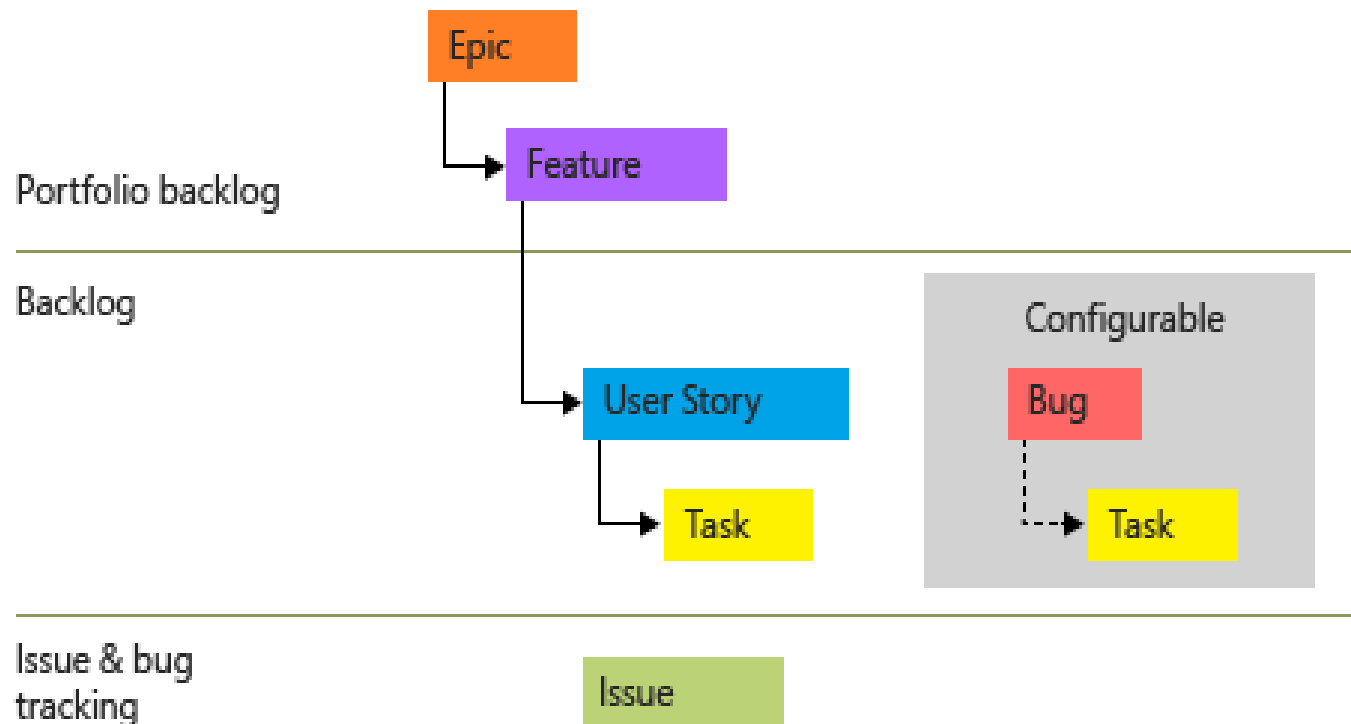 Epic
Feature
Portfolio backlog
Backlog
Configurable
User Story
Bug
Task
Task
Issue & bug
tracking
Issue